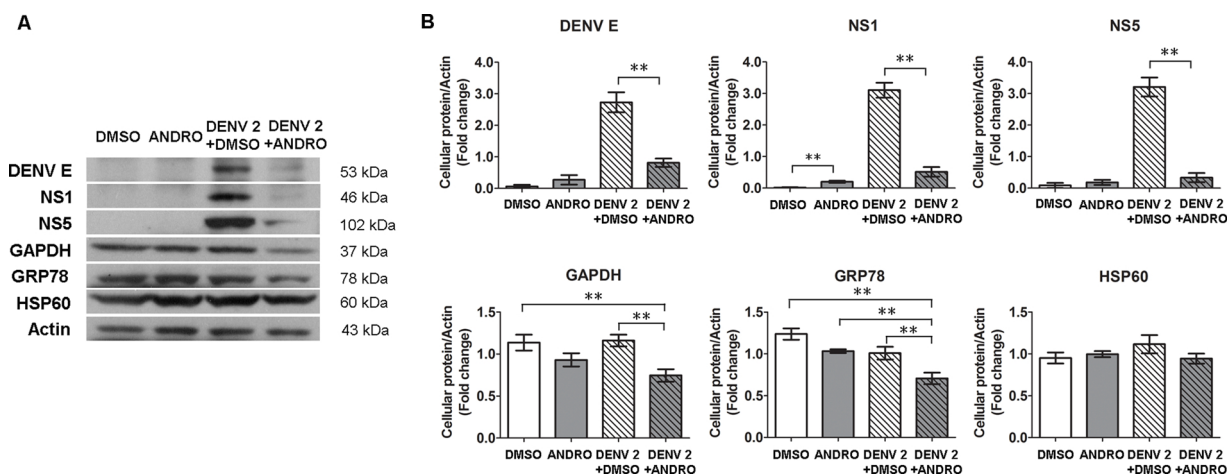 A
DMSO ANDRO DENV 2 DENV 2
+DMSO +ANDRO
DENV E 53 kDa
NS1 46 kDa
NS5 102 kDa
GAPDH 37 kDa
GRP78 78 kDa
HSP60 60 kDa
Actin 43 kDa
B
DENV E
Cellular protein/Actin
(Fold change)
4.0
3.0
2.0
1.0
0.0
**
DMSO ANDRO DENV 2 DENV 2
+DMSO +ANDRO
NS1
Cellular protein/Actin
(Fold change)
4.0
3.0
2.0
1.0
0.0
**
**
DMSO ANDRO DENV 2 DENV 2
+DMSO +ANDRO
NS5
Cellular protein/Actin
(Fold change)
4.0
3.0
2.0
1.0
0.0
**
DMSO ANDRO DENV 2 DENV 2
+DMSO +ANDRO
GAPDH
Cellular protein/Actin
(Fold change)
1.5
1.0
0.5
0.0
**
**
DMSO ANDRO DENV 2 DENV 2
+DMSO +ANDRO
GRP78
Cellular protein/Actin
(Fold change)
1.5
1.0
0.5
0.0
**
**
**
DMSO ANDRO DENV 2 DENV 2
+DMSO +ANDRO
HSP60
Cellular protein/Actin
(Fold change)
1.5
1.0
0.5
0.0
DMSO ANDRO DENV 2 DENV 2
+DMSO +ANDRO